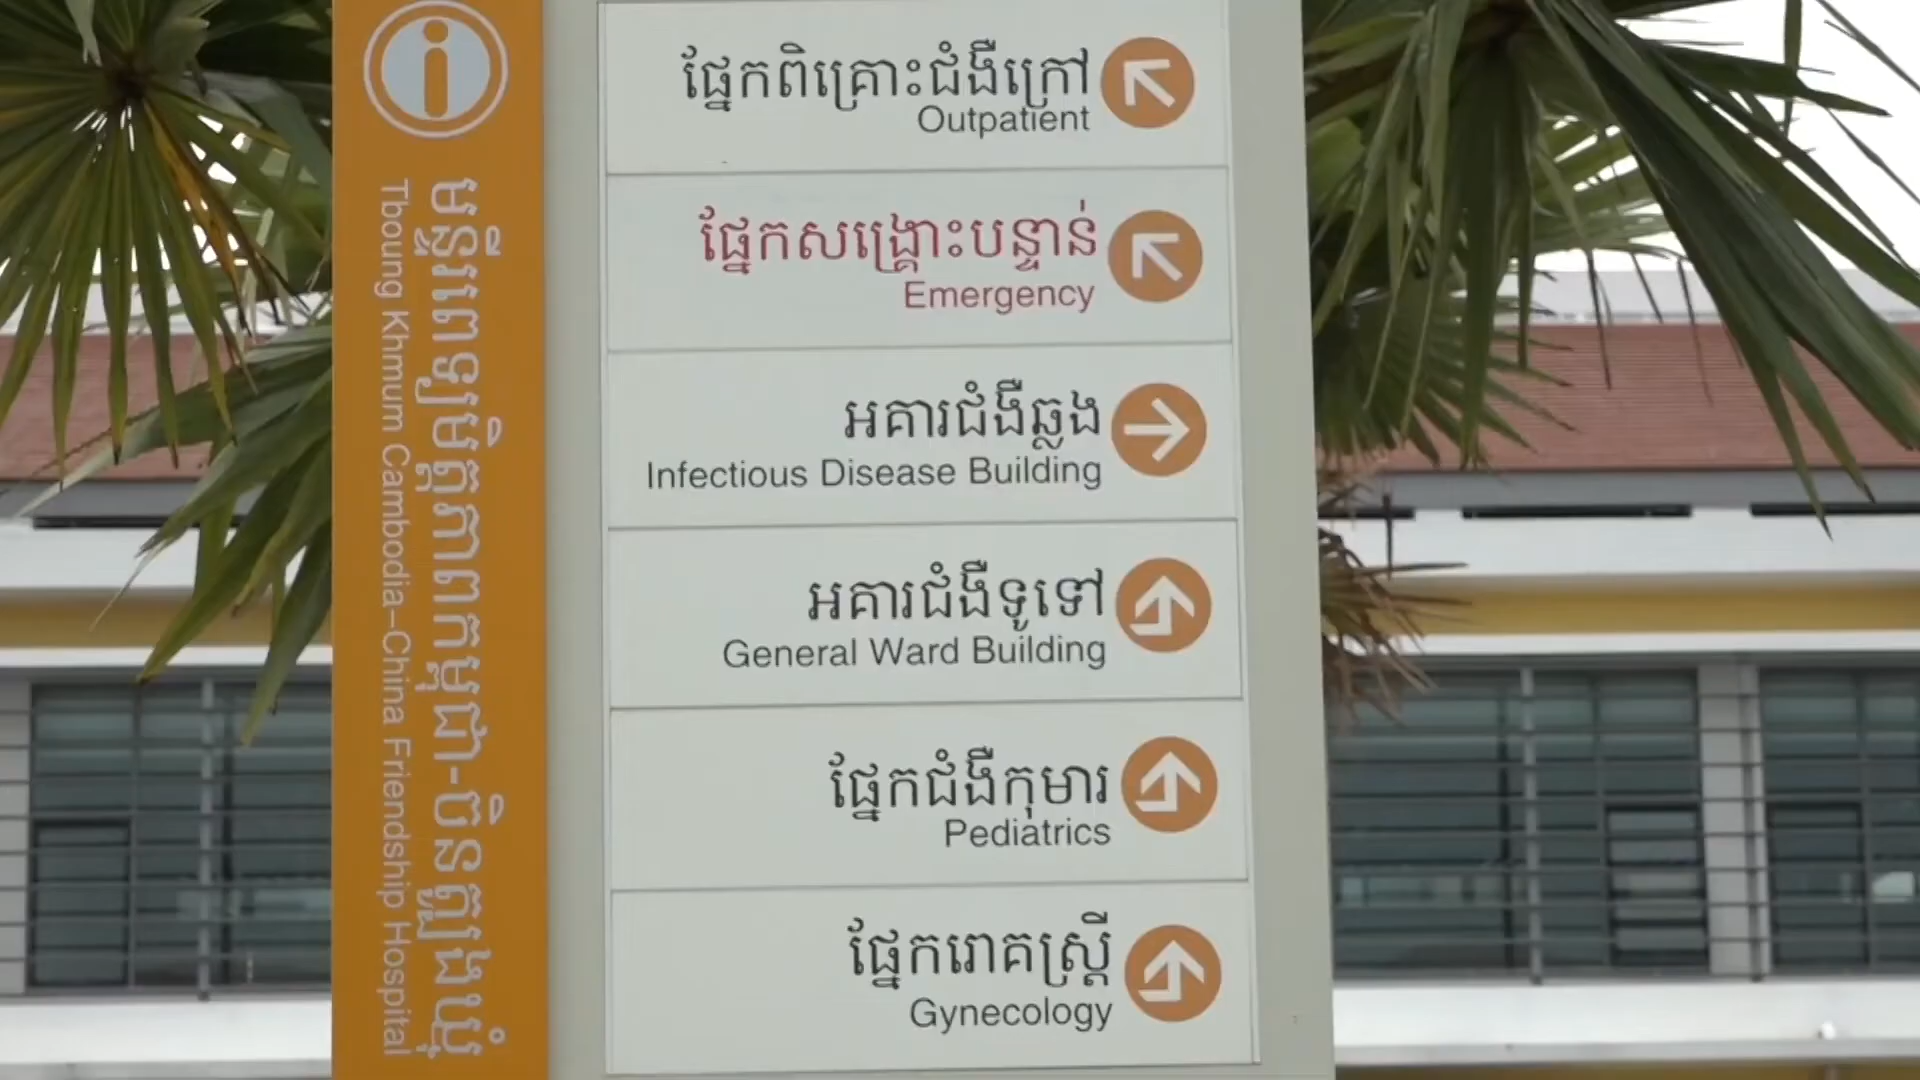 មន្ទីរពេទ្យមិត្តភាពកម្ពុជា-ចិនត្បូងឃ្មុំ
Tboung Khmum Cambodia–China Friendship Hospital
ផ្នែកពិគ្រោះជំងឺក្រៅ
Outpatient
ផ្នែកសង្គ្រោះបន្ទាន់
Emergency
អគារជំងឺឆ្លង
Infectious Disease Building
អគារជំងឺទូទៅ
General Ward Building
ផ្នែកជំងឺកុមារ
Pediatrics
ផ្នែករោគស្ត្រី
Gynecology